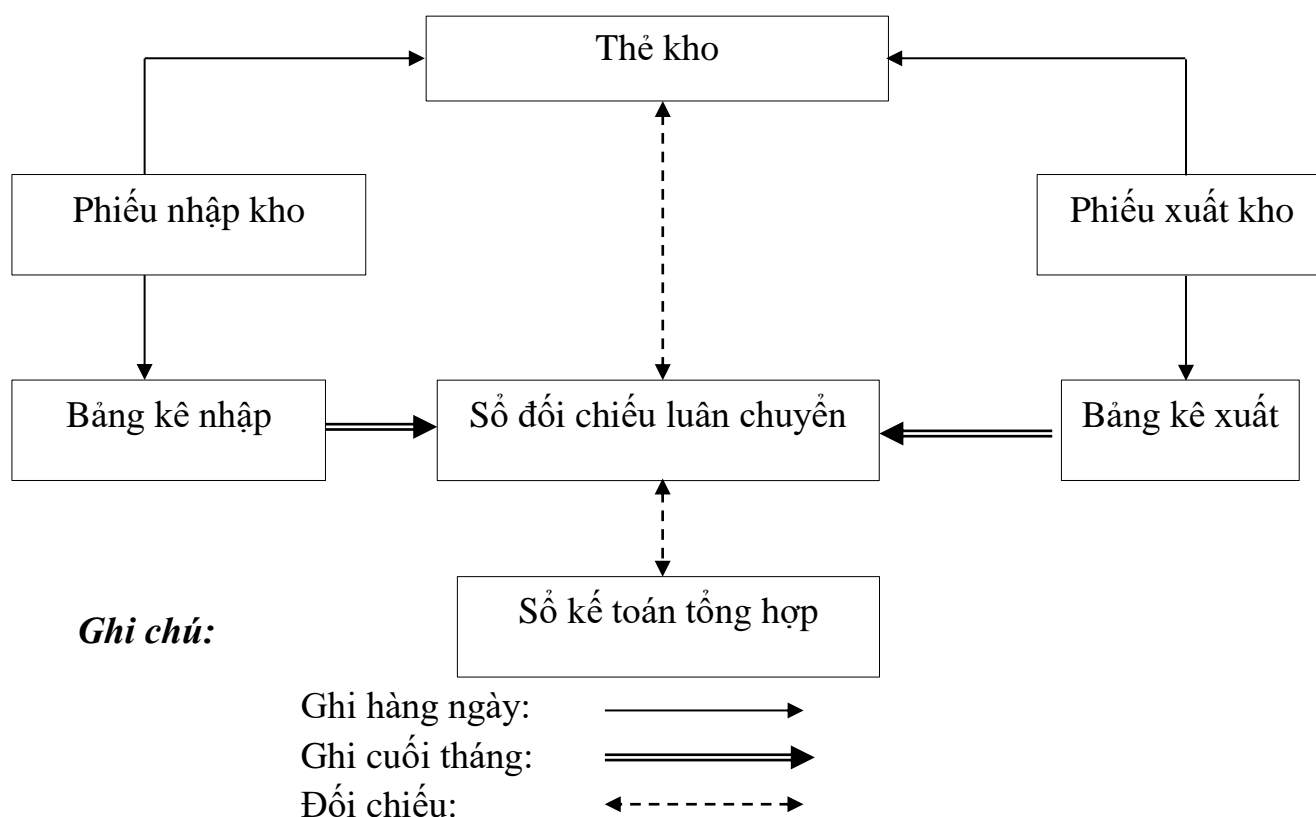 Thẻ kho
Phiếu nhập kho
Phiếu xuất kho
Bảng kê nhập
Sổ đối chiếu luân chuyển
Bảng kê xuất
Sổ kế toán tổng hợp
Ghi chú:
Ghi hàng ngày:
Ghi cuối tháng:
Đối chiếu: